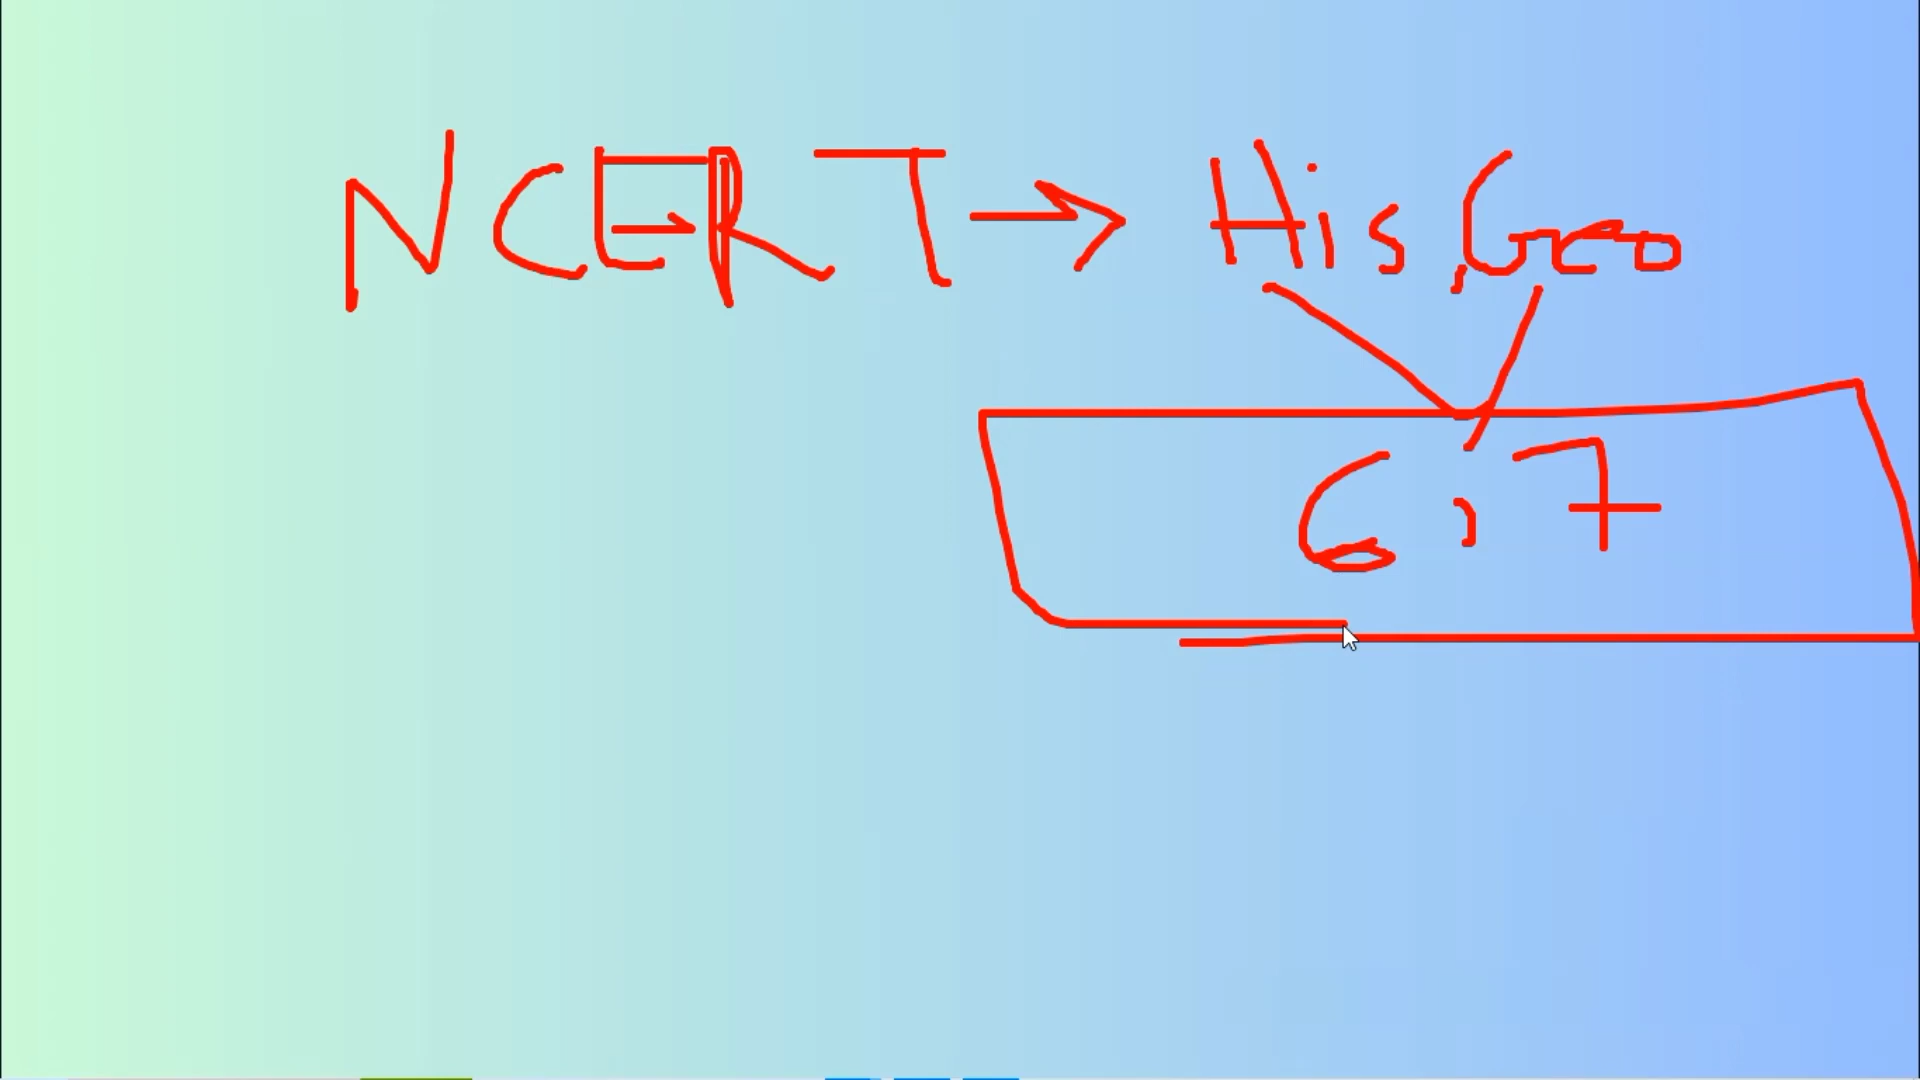 NCERT → His, Geo
6, 7